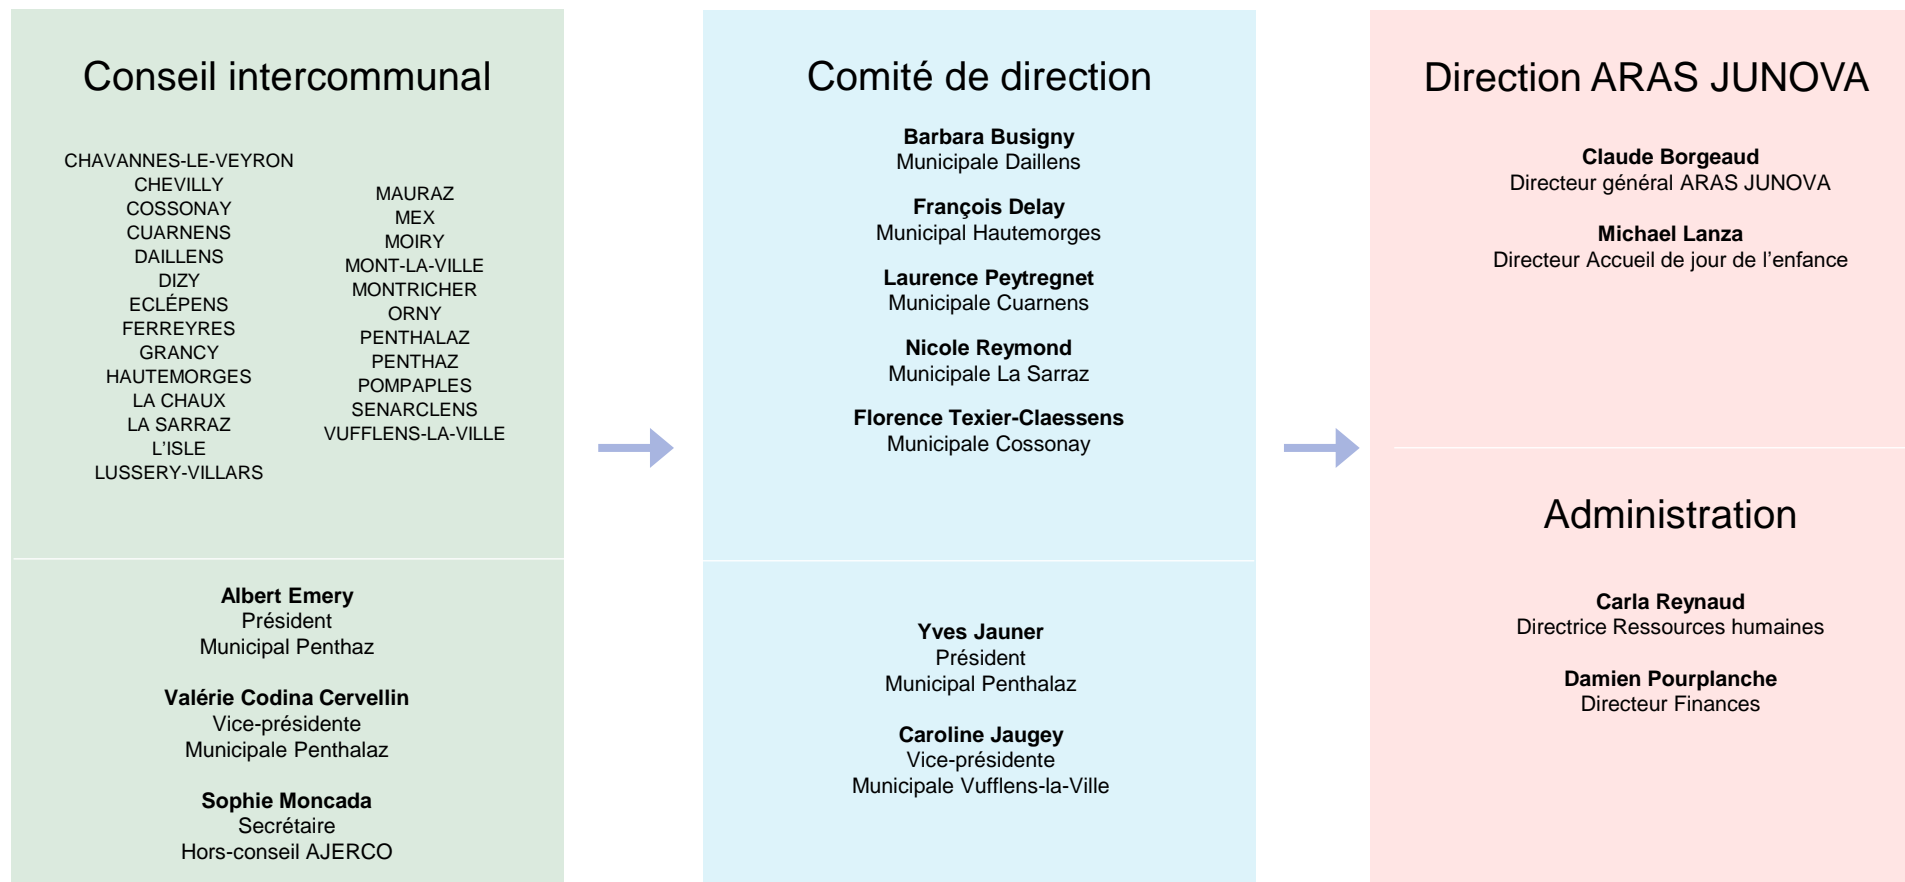 Conseil intercommunal
CHAVANNES-LE-VEYRON
CHEVILLY
COSSONAY
CUARNENS
DAILLENS
DIZY
ECLÉPENS
FERREYRES
GRANCY
HAUTEMORGES
LA CHAUX
LA SARRAZ
L’ISLE
LUSSERY-VILLARS
MAURAZ
MEX
MOIRY
MONT-LA-VILLE
MONTRICHER
ORNY
PENTHALAZ
PENTHAZ
POMPAPLES
SENARCLENS
VUFFLENS-LA-VILLE
Albert Emery
Président
Municipal Penthaz
Valérie Codina Cervellin
Vice-présidente
Municipale Penthalaz
Sophie Moncada
Secrétaire
Hors-conseil AJERCO
Comité de direction
Barbara Busigny
Municipale Daillens
François Delay
Municipal Hautemorges
Laurence Peytregnet
Municipale Cuarnens
Nicole Reymond
Municipale La Sarraz
Florence Texier-Claessens
Municipale Cossonay
Yves Jauner
Président
Municipal Penthalaz
Caroline Jaugey
Vice-présidente
Municipale Vufflens-la-Ville
Direction ARAS JUNOVA
Claude Borgeaud
Directeur général ARAS JUNOVA
Michael Lanza
Directeur Accueil de jour de l’enfance
Administration
Carla Reynaud
Directrice Ressources humaines
Damien Pourplanche
Directeur Finances